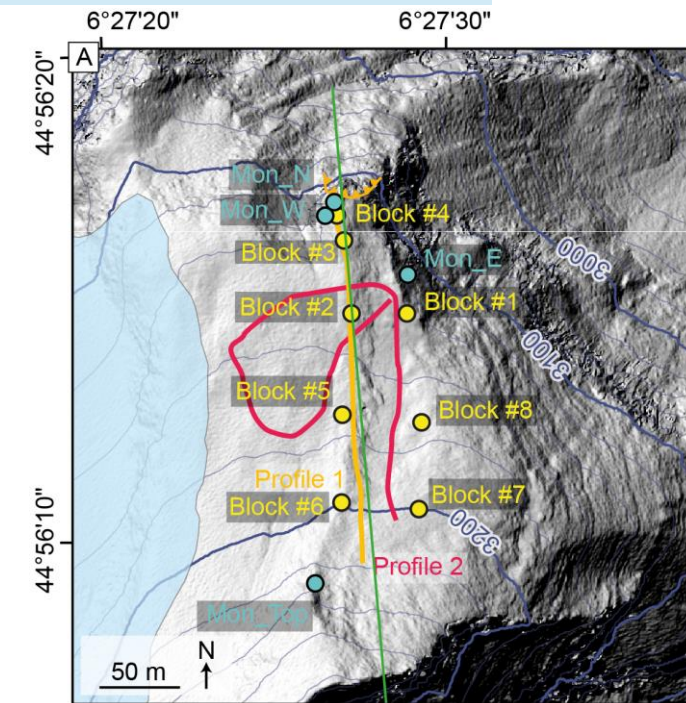 6°27'20" 6°27'30"
A
44°56'20"
Mon_N
Mon_W
Block #4
Block #3
Mon_E
3000
Block #2
Block #1
3100
Block #5
Block #8
Profile 1
Block #6
Block #7
3200
44°56'10"
Profile 2
Mon_Top
50 m
N